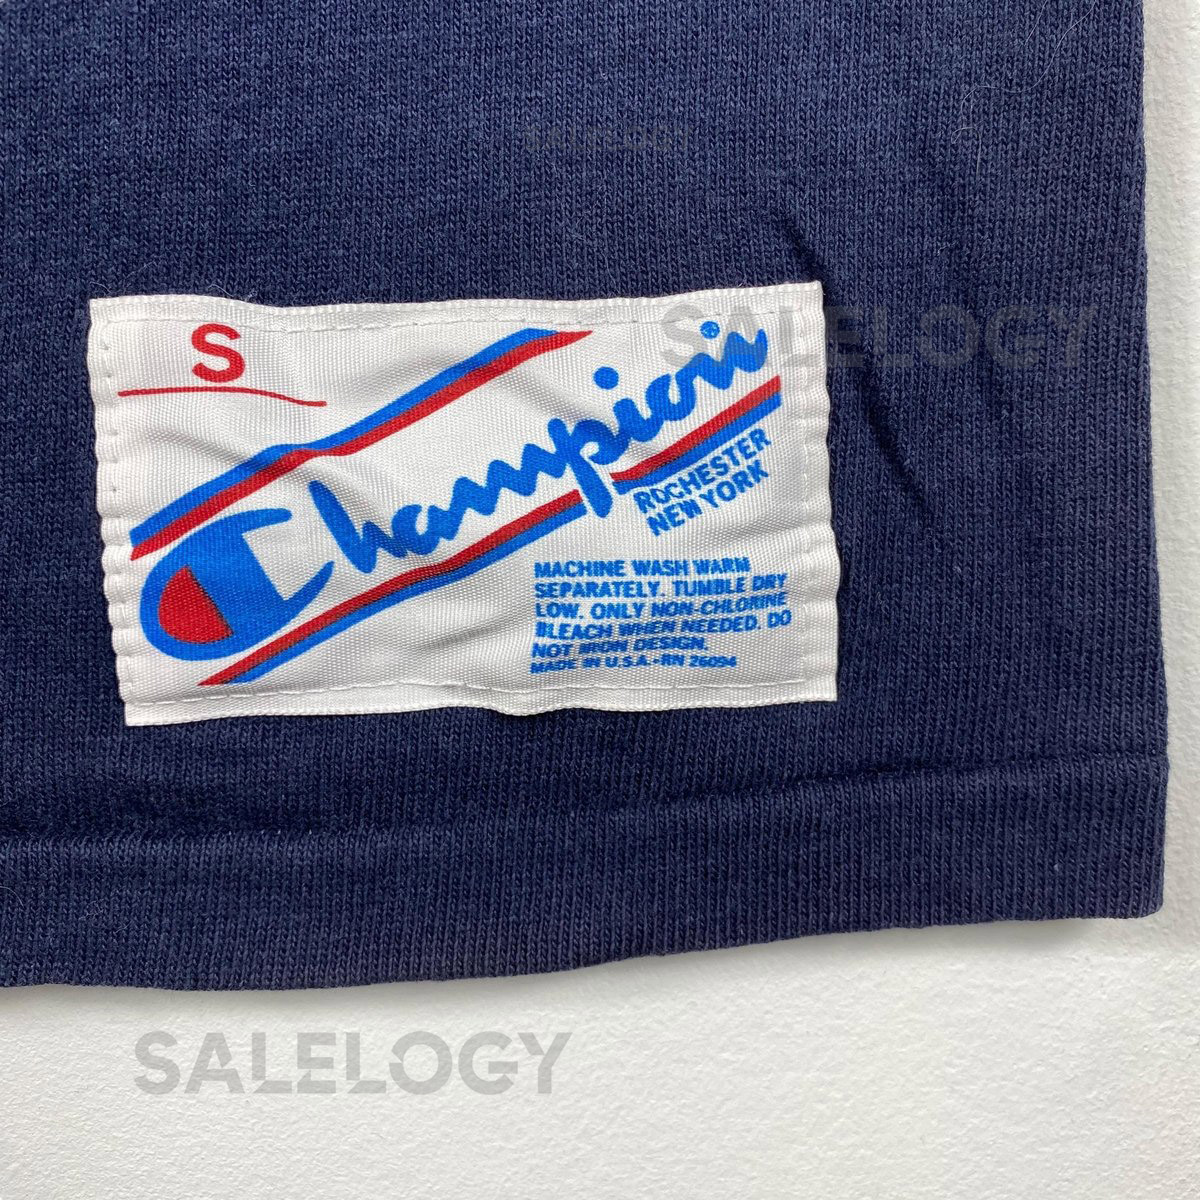 SALELOGY
SALELOGY
S
Champion
ROCHESTER
NEW YORK
MACHINE WASH WARM
SEPARATELY. TUMBLE DRY
LOW. ONLY NON-CHLORINE
BLEACH WHEN NEEDED. DO
NOT IRON DESIGN.
MADE IN U.S.A.-RN 26094
SALELOGY